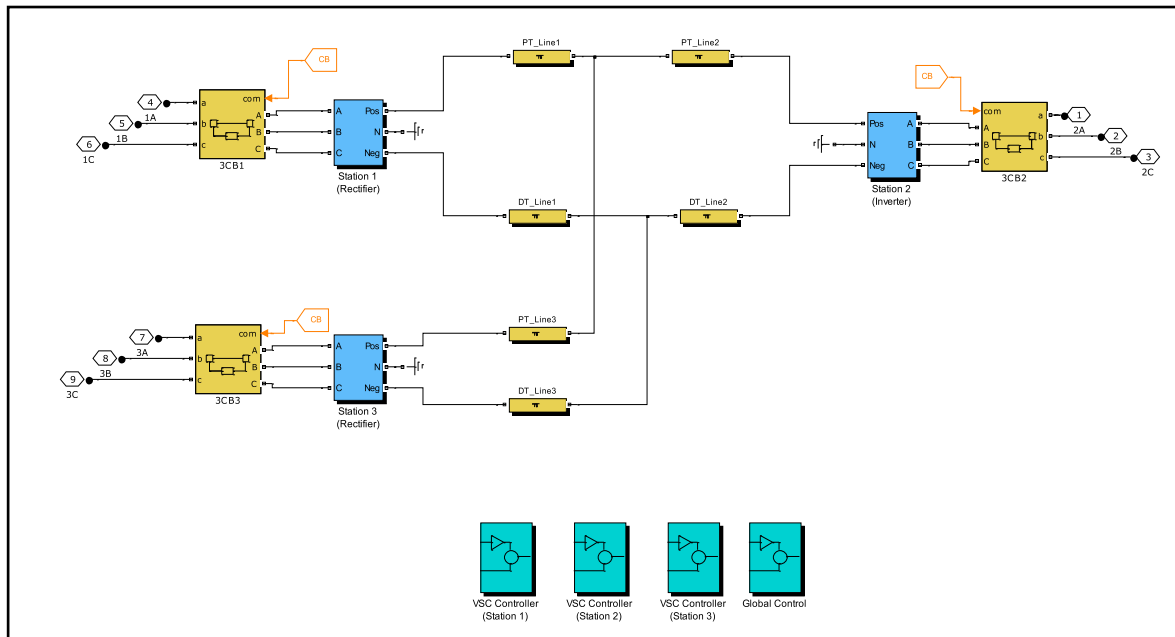 PT_Line1
PT_Line2
CB
CB
4
a
com
A
A
Pos
com
a
1
5
1A
b
B
B
N
r
Pos
A
A
b
2
2A
6
1B
c
C
C
Neg
r
N
B
B
c
3
2B
1C
3CB1
Neg
C
C
2C
Station 1
(Rectifier)
Station 2
(Inverter)
3CB2
DT_Line1
DT_Line2
CB
PT_Line3
7
a
com
A
A
Pos
8
3A
b
B
B
N
r
9
3B
c
C
C
Neg
3C
3CB3
DT_Line3
Station 3
(Rectifier)
VSC Controller
(Station 1)
VSC Controller
(Station 2)
VSC Controller
(Station 3)
Global Control